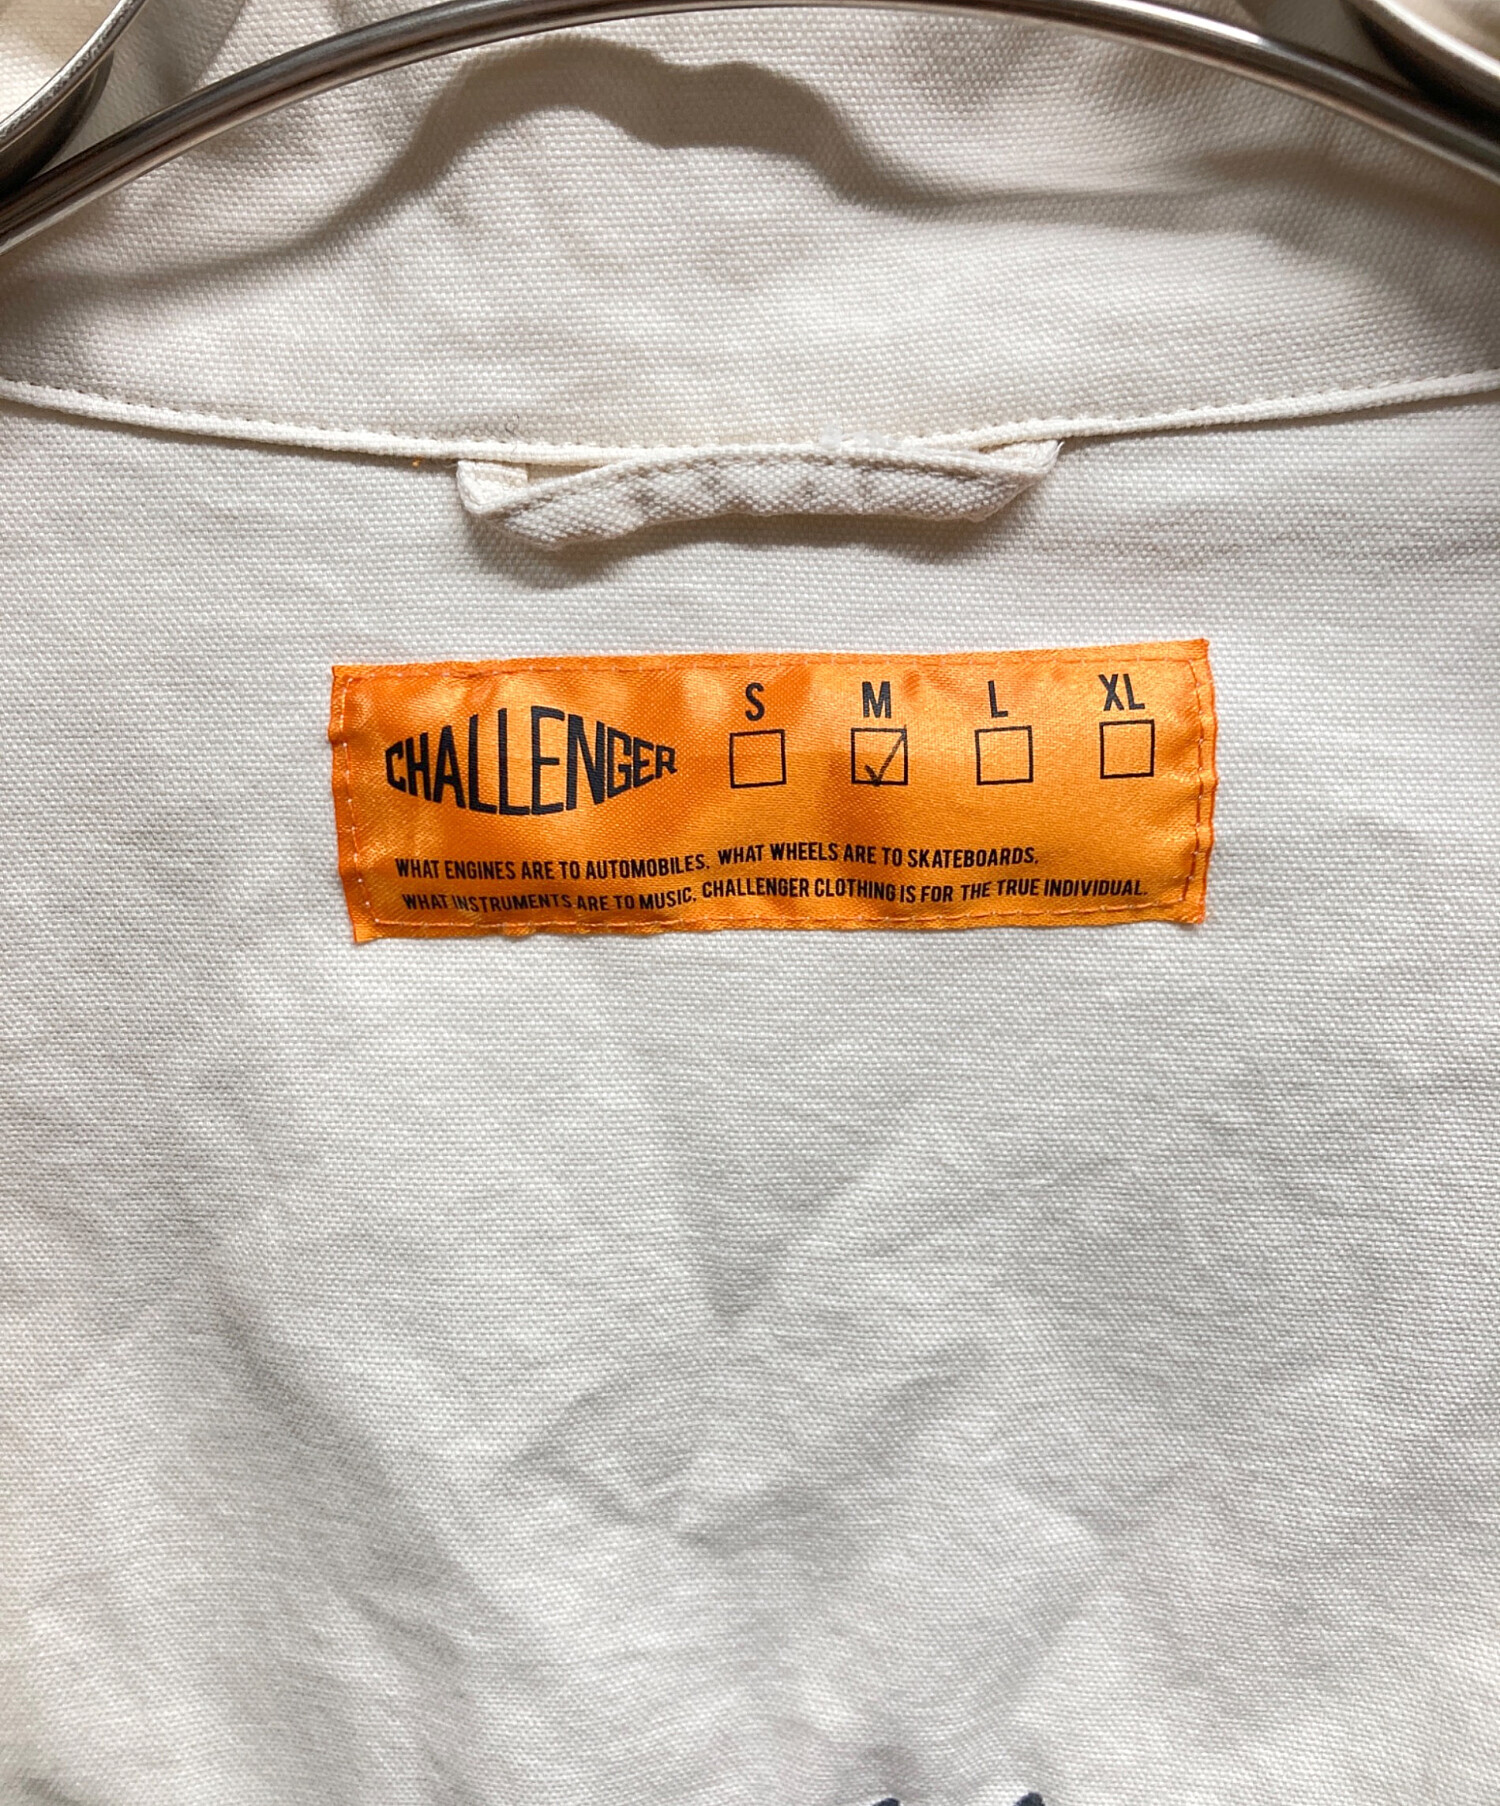 CHALLENGER
S M L XL
WHAT ENGINES ARE TO AUTOMOBILES. WHAT WHEELS ARE TO SKATEBOARDS.
WHAT INSTRUMENTS ARE TO MUSIC. CHALLENGER CLOTHING IS FOR THE TRUE INDIVIDUAL.